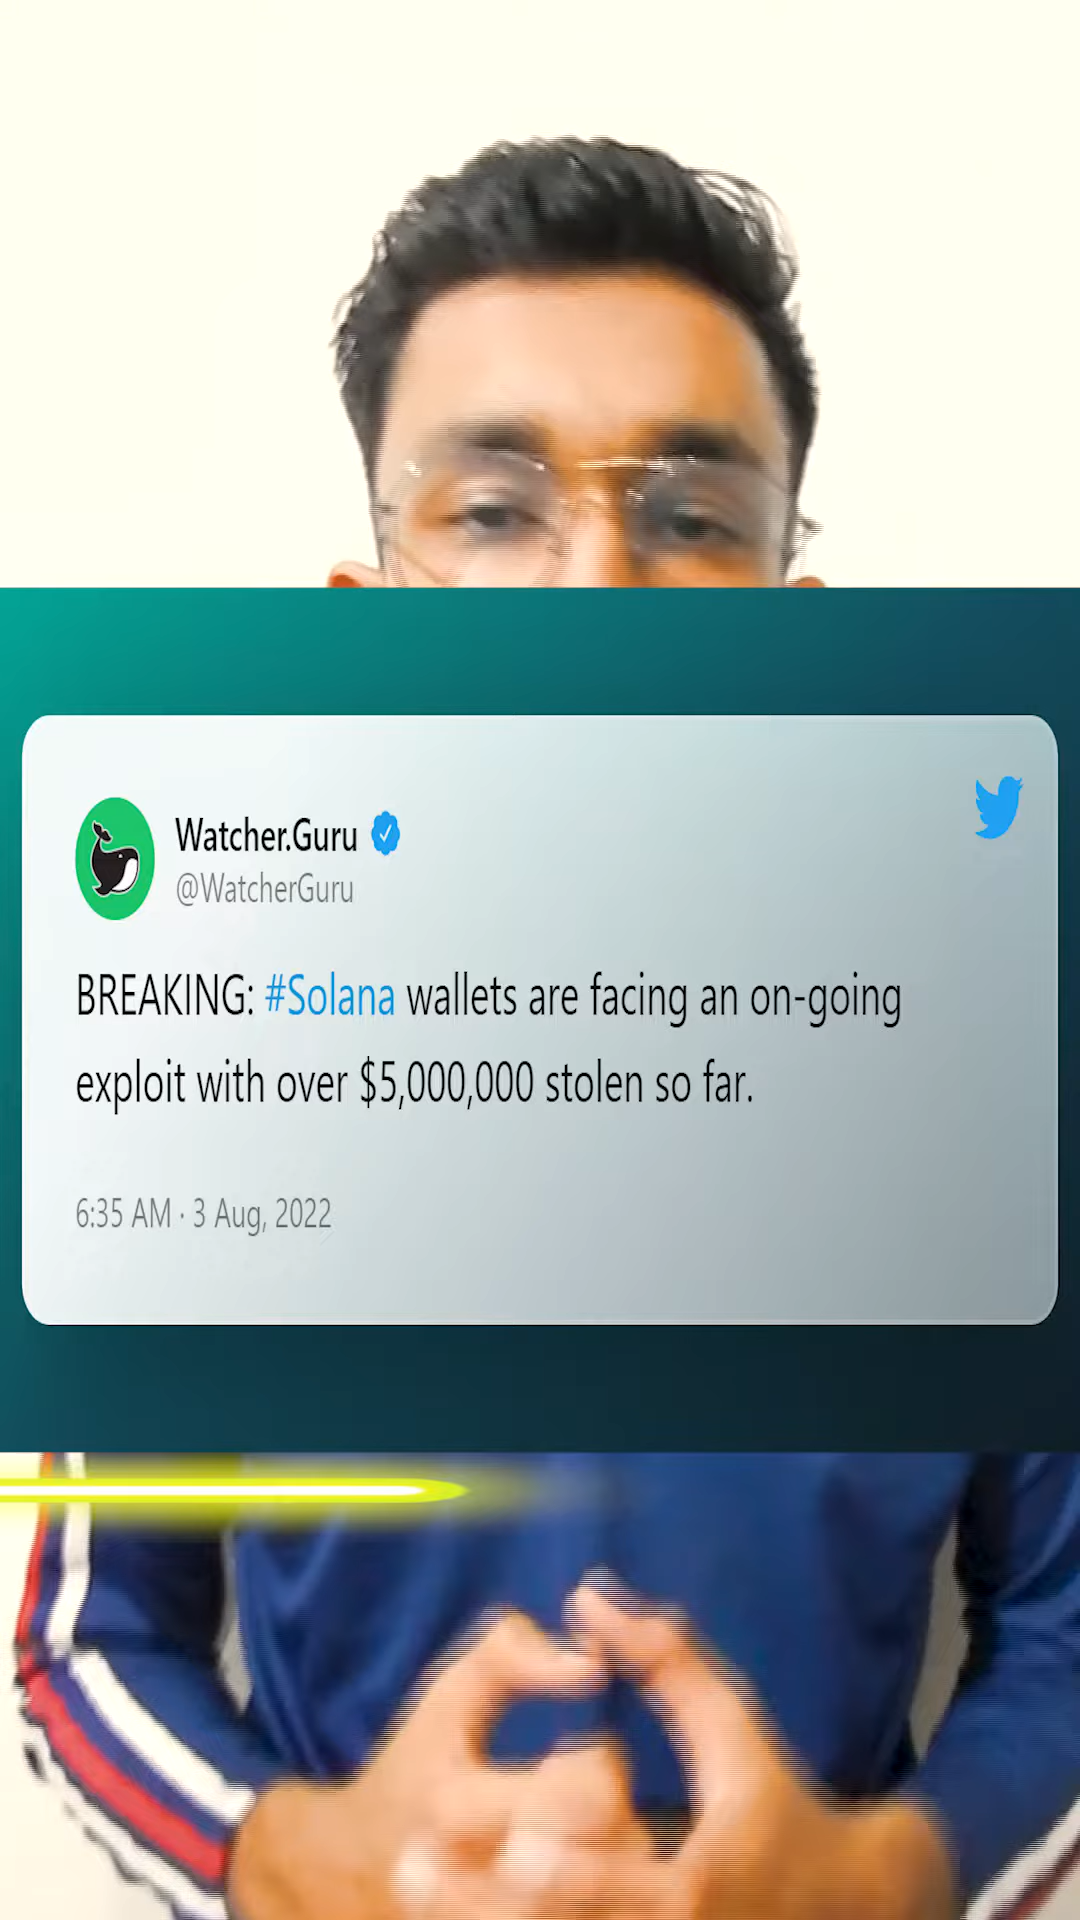 Watcher.Guru
@WatcherGuru
BREAKING: #Solana wallets are facing an on-going
exploit with over $5,000,000 stolen so far.
6:35 AM · 3 Aug, 2022